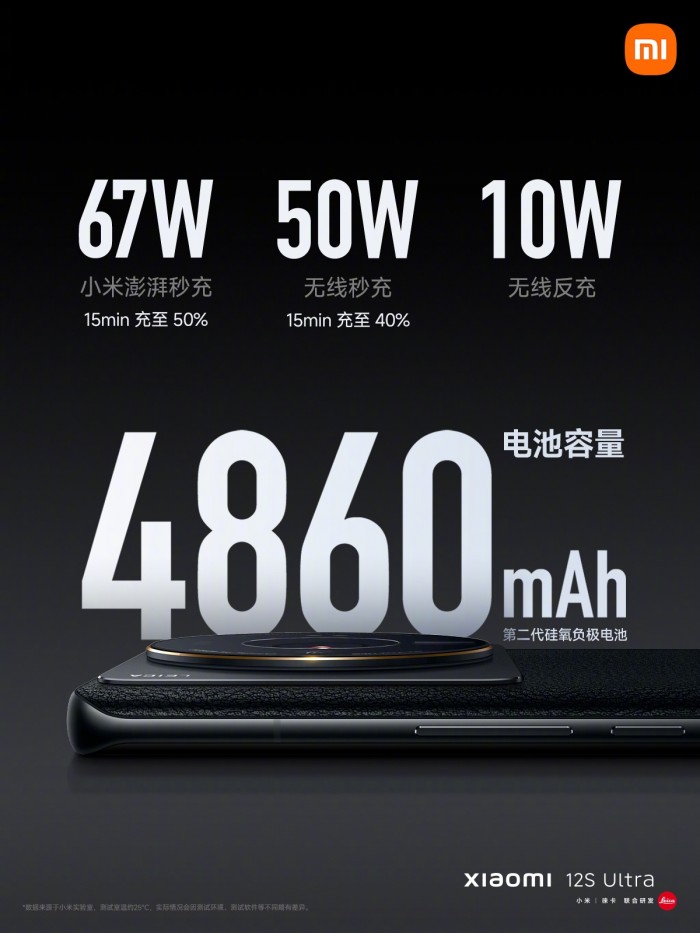 mi
67W 50W 10W
小米澎湃秒充 无线秒充 无线反充
15min 充至 50% 15min 充至 40%
电池容量
4860 mAh
第二代硅氧负极电池
LEICA
xiaomi 12S Ultra
小米 | 徕卡 联合研发 Leica
*数据来源于小米实验室，测试室温约25°C，实际情况会因测试环境、测试软件等不同略有差异。